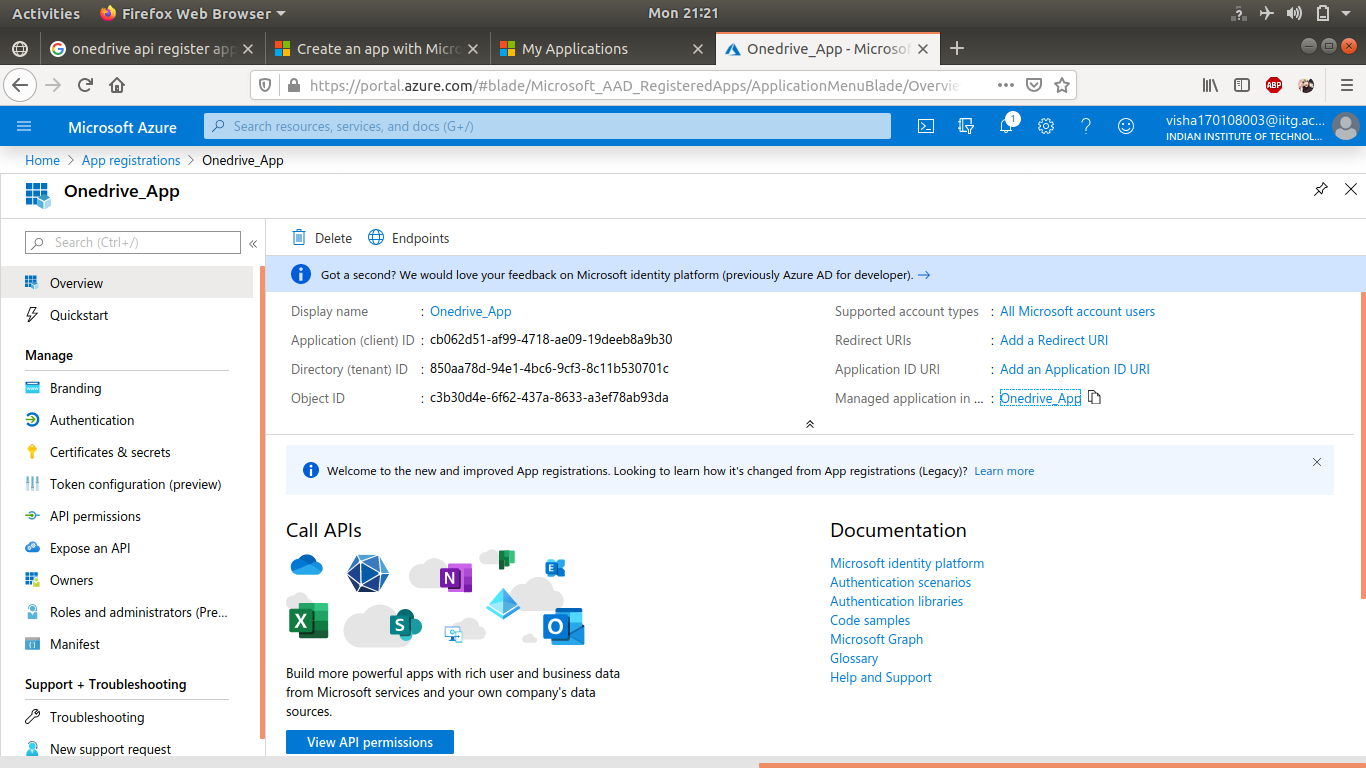 Activities Firefox Web Browser Mon 21:21
onedrive api register app Create an app with Micro My Applications Onedrive_App - Microsof
https://portal.azure.com/#blade/Microsoft_AAD_RegisteredApps/ApplicationMenuBlade/Overvie ABP
Microsoft Azure Search resources, services, and docs (G+/) 1 visha170108003@iitg.ac...
INDIAN INSTITUTE OF TECHNOL...
Home > App registrations > Onedrive_App
Onedrive_App
Search (Ctrl+/) «
Delete Endpoints
Got a second? We would love your feedback on Microsoft identity platform (previously Azure AD for developer). →
Overview
Quickstart
Manage
Branding
Authentication
Certificates & secrets
Token configuration (preview)
API permissions
Expose an API
Owners
Roles and administrators (Pre...
Manifest
Support + Troubleshooting
Troubleshooting
New support request
Display name : Onedrive_App
Application (client) ID : cb062d51-af99-4718-ae09-19deeb8a9b30
Directory (tenant) ID : 850aa78d-94e1-4bc6-9cf3-8c11b530701c
Object ID : c3b30d4e-6f62-437a-8633-a3ef78ab93da
Supported account types : All Microsoft account users
Redirect URIs : Add a Redirect URI
Application ID URI : Add an Application ID URI
Managed application in ... : Onedrive_App
Welcome to the new and improved App registrations. Looking to learn how it's changed from App registrations (Legacy)? Learn more
Call APIs
N
E
X
S
O
Build more powerful apps with rich user and business data
from Microsoft services and your own company's data
sources.
View API permissions
Documentation
Microsoft identity platform
Authentication scenarios
Authentication libraries
Code samples
Microsoft Graph
Glossary
Help and Support